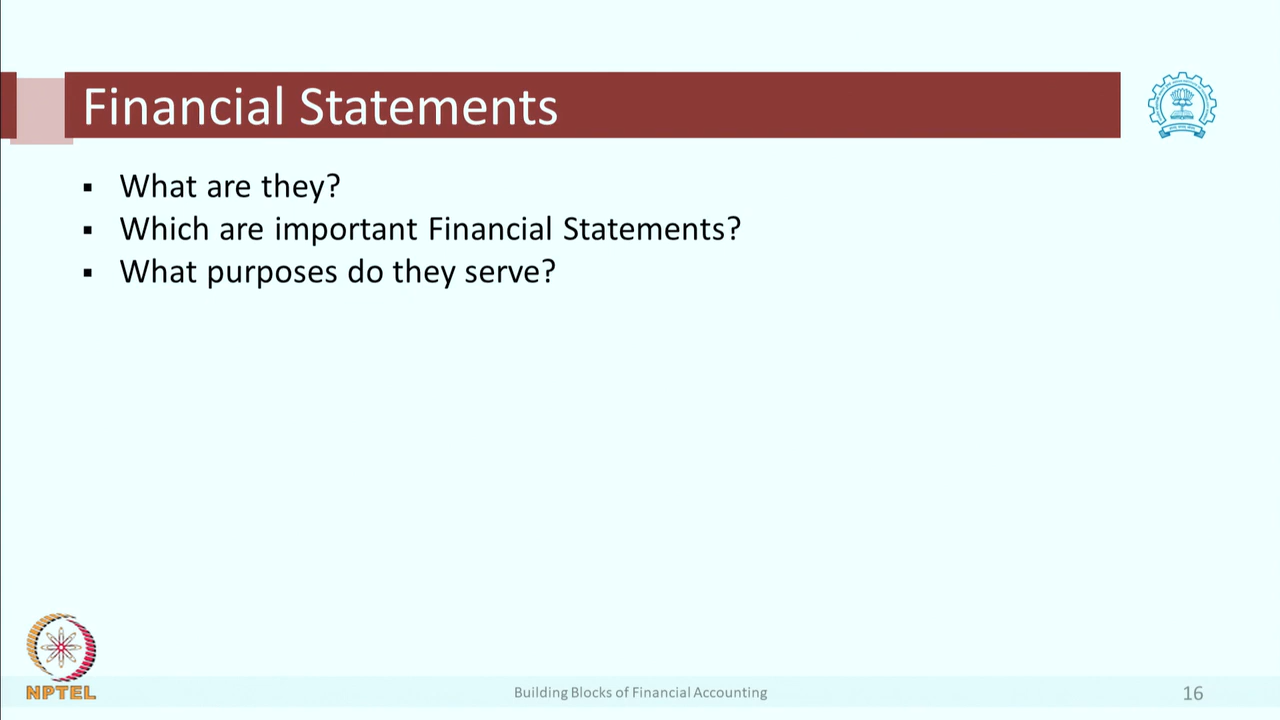 Financial Statements
▪ What are they?
▪ Which are important Financial Statements?
▪ What purposes do they serve?
NPTEL
Building Blocks of Financial Accounting
16